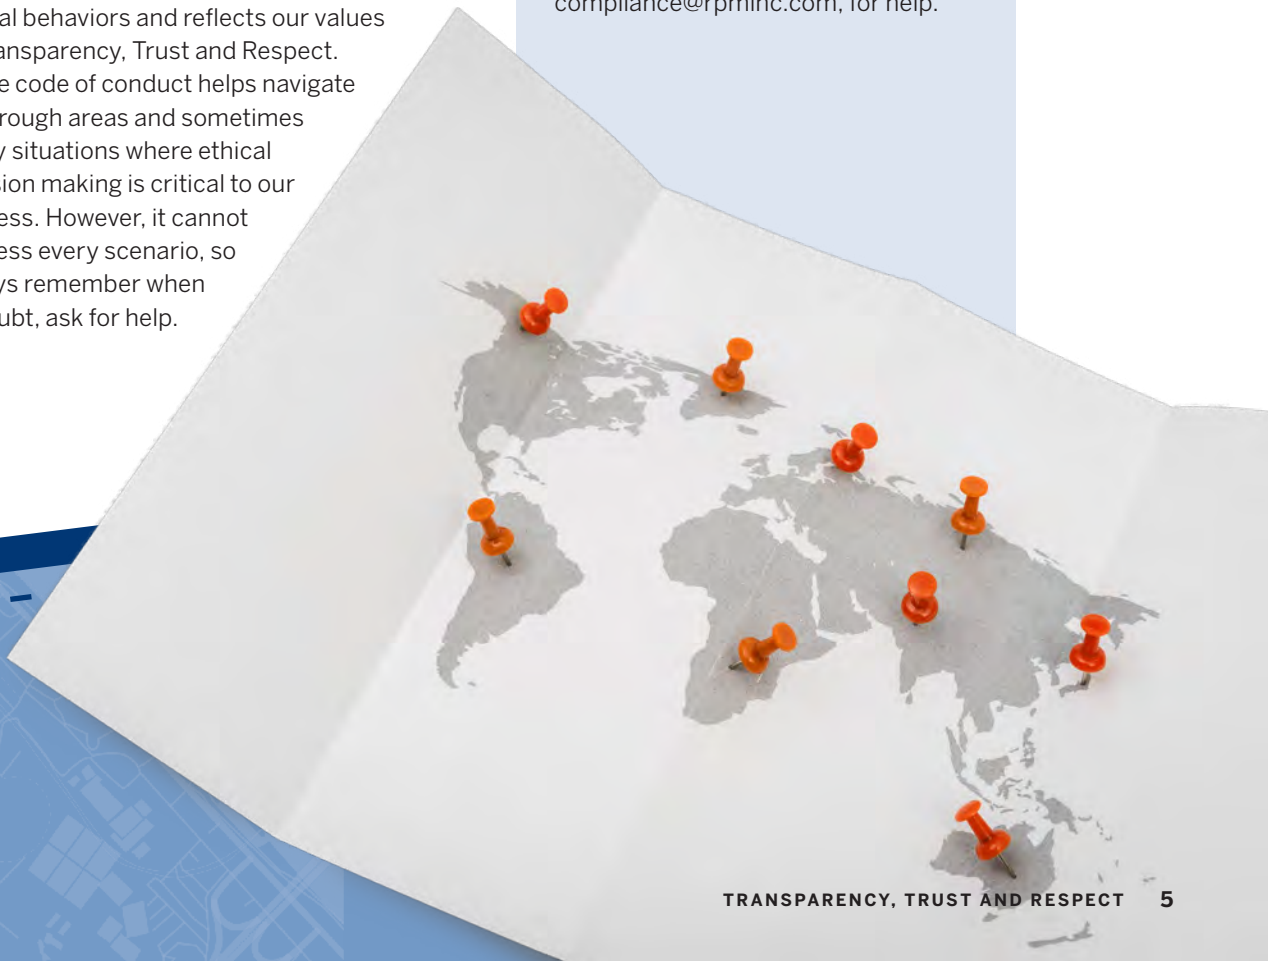 al behaviors and reflects our values
ansparency, Trust and Respect.
e code of conduct helps navigate
rough areas and sometimes
y situations where ethical
sion making is critical to our
ess. However, it cannot
ess every scenario, so
ys remember when
ubt, ask for help.
compliance@rpminc.com, for help.
TRANSPARENCY, TRUST AND RESPECT 5